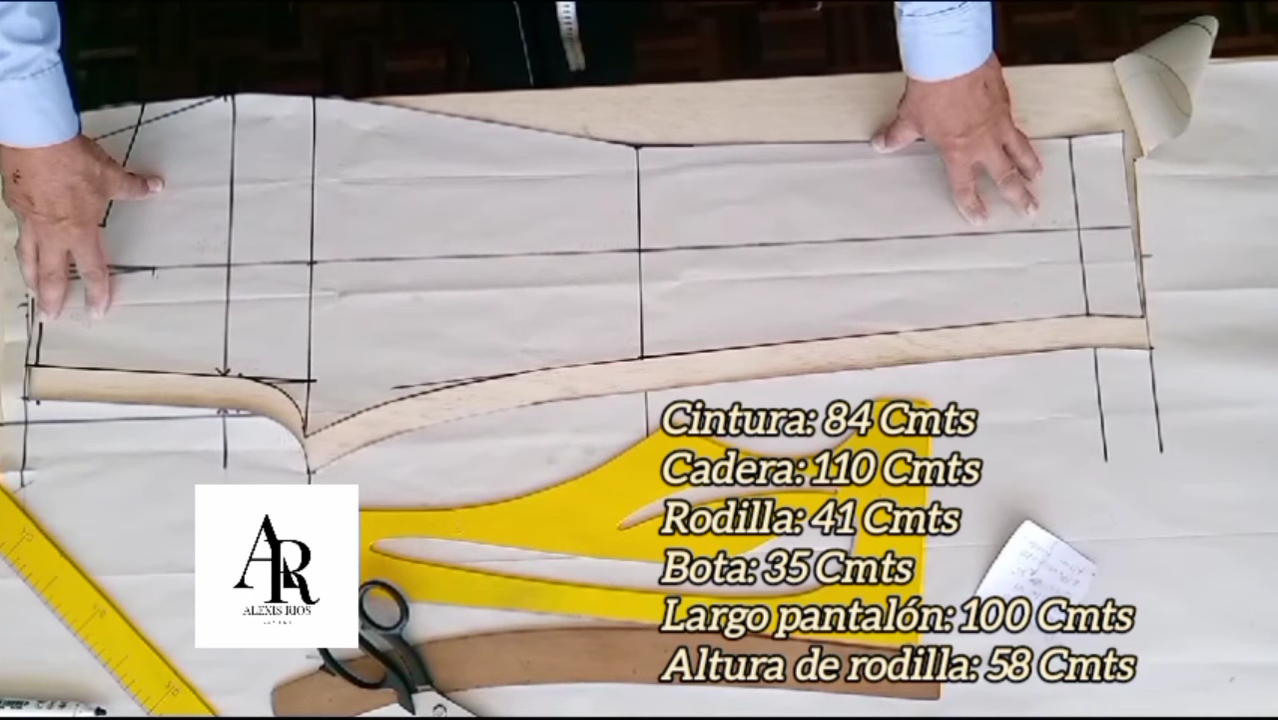 AR
ALEXIS RIOS
Cintura: 84 Cmts
Cadera: 110 Cmts
Rodilla: 41 Cmts
Bota: 35 Cmts
Largo pantalón: 100 Cmts
Altura de rodilla: 58 Cmts